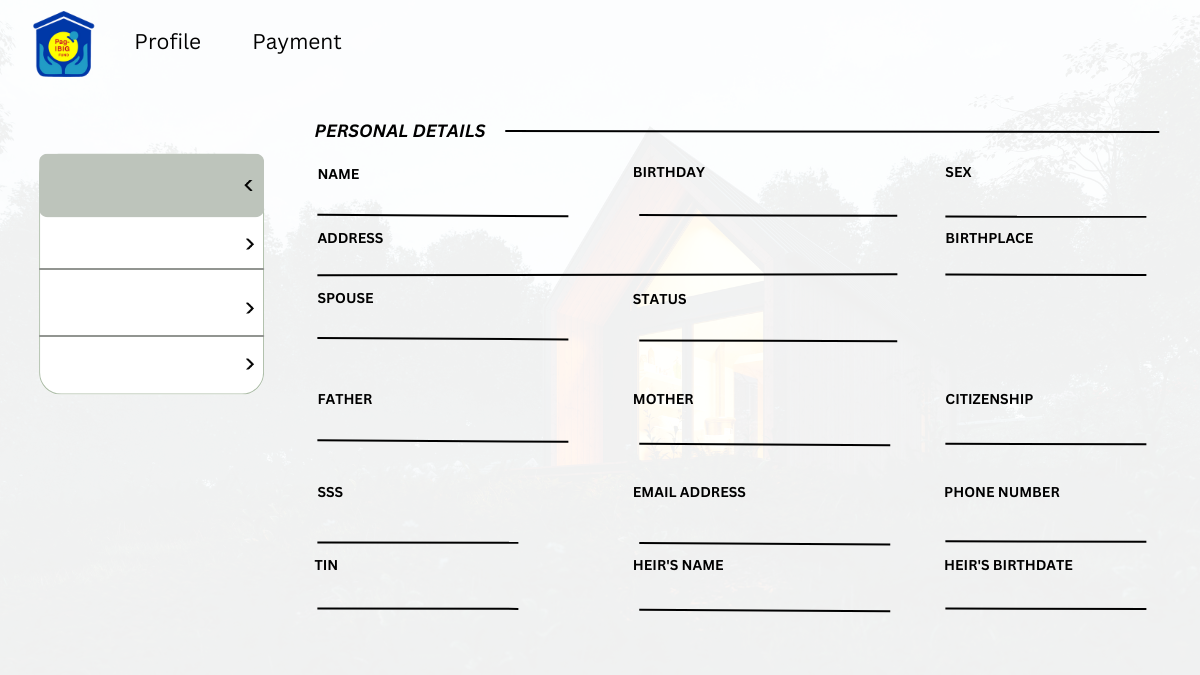 Pag-
IBIG
FUND
Profile Payment
PERSONAL DETAILS
NAME BIRTHDAY SEX
ADDRESS BIRTHPLACE
SPOUSE STATUS
FATHER MOTHER CITIZENSHIP
SSS EMAIL ADDRESS PHONE NUMBER
TIN HEIR'S NAME HEIR'S BIRTHDATE